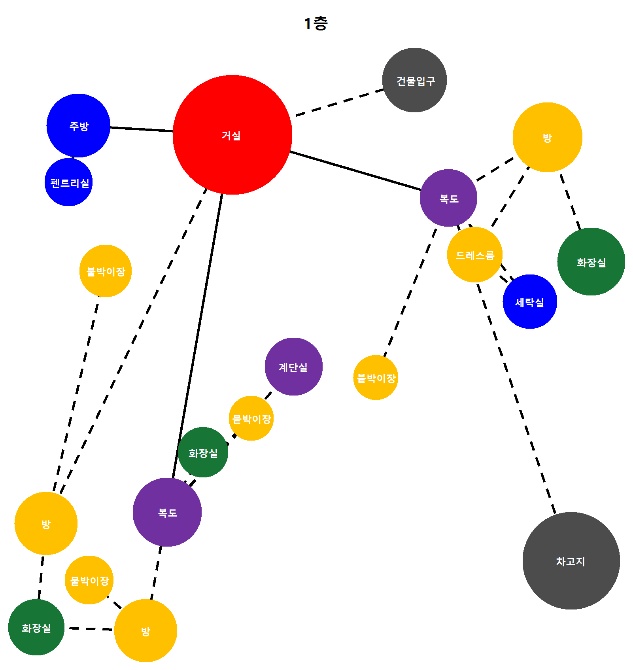 1층
건물입구
주방
거실
방
펜트리실
복도
드레스룸
화장실
붙박이장
세탁실
계단실
붙박이장
붙박이장
화장실
복도
방
차고지
붙박이장
화장실
방